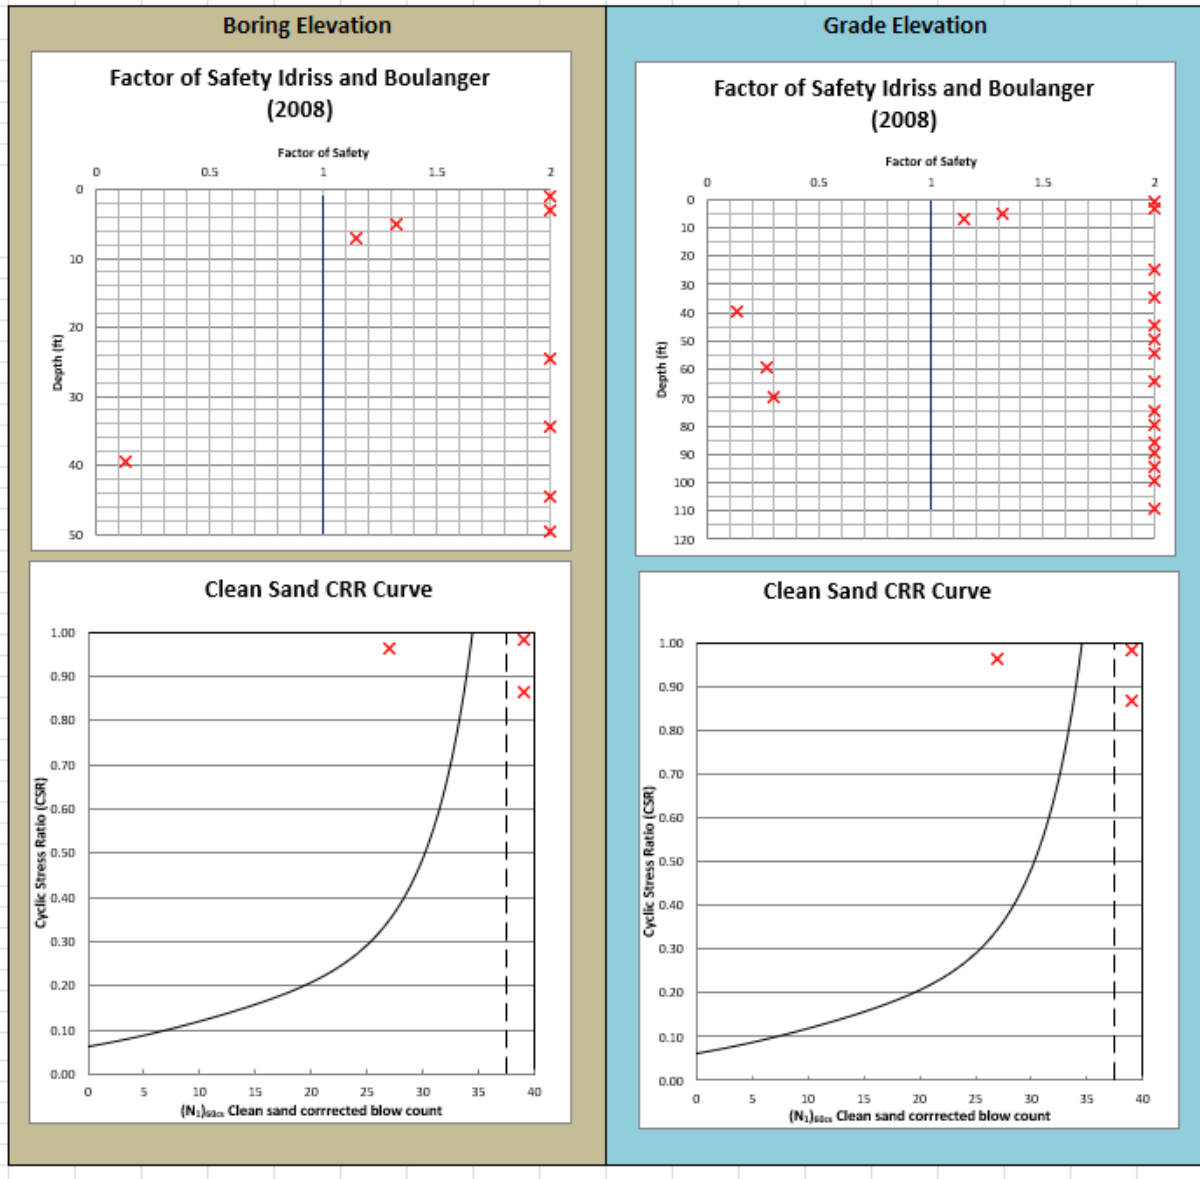 Boring Elevation
Factor of Safety Idriss and Boulanger
(2008)
Factor of Safety
0 0.5 1 1.5 2
0
10
20
30
40
50
Depth (ft)
Clean Sand CRR Curve
1.00
0.90
0.80
0.70
0.60
0.50
0.40
0.30
0.20
0.10
0.00
Cyclic Stress Ratio (CSR)
0 5 10 15 20 25 30 35 40
(N₁)₆₀cs Clean sand corrrected blow count
Grade Elevation
Factor of Safety Idriss and Boulanger
(2008)
Factor of Safety
0 0.5 1 1.5 2
0
10
20
30
40
50
60
70
80
90
100
110
120
Depth (ft)
Clean Sand CRR Curve
1.00
0.90
0.80
0.70
0.60
0.50
0.40
0.30
0.20
0.10
0.00
Cyclic Stress Ratio (CSR)
0 5 10 15 20 25 30 35 40
(N₁)₆₀cs Clean sand corrrected blow count